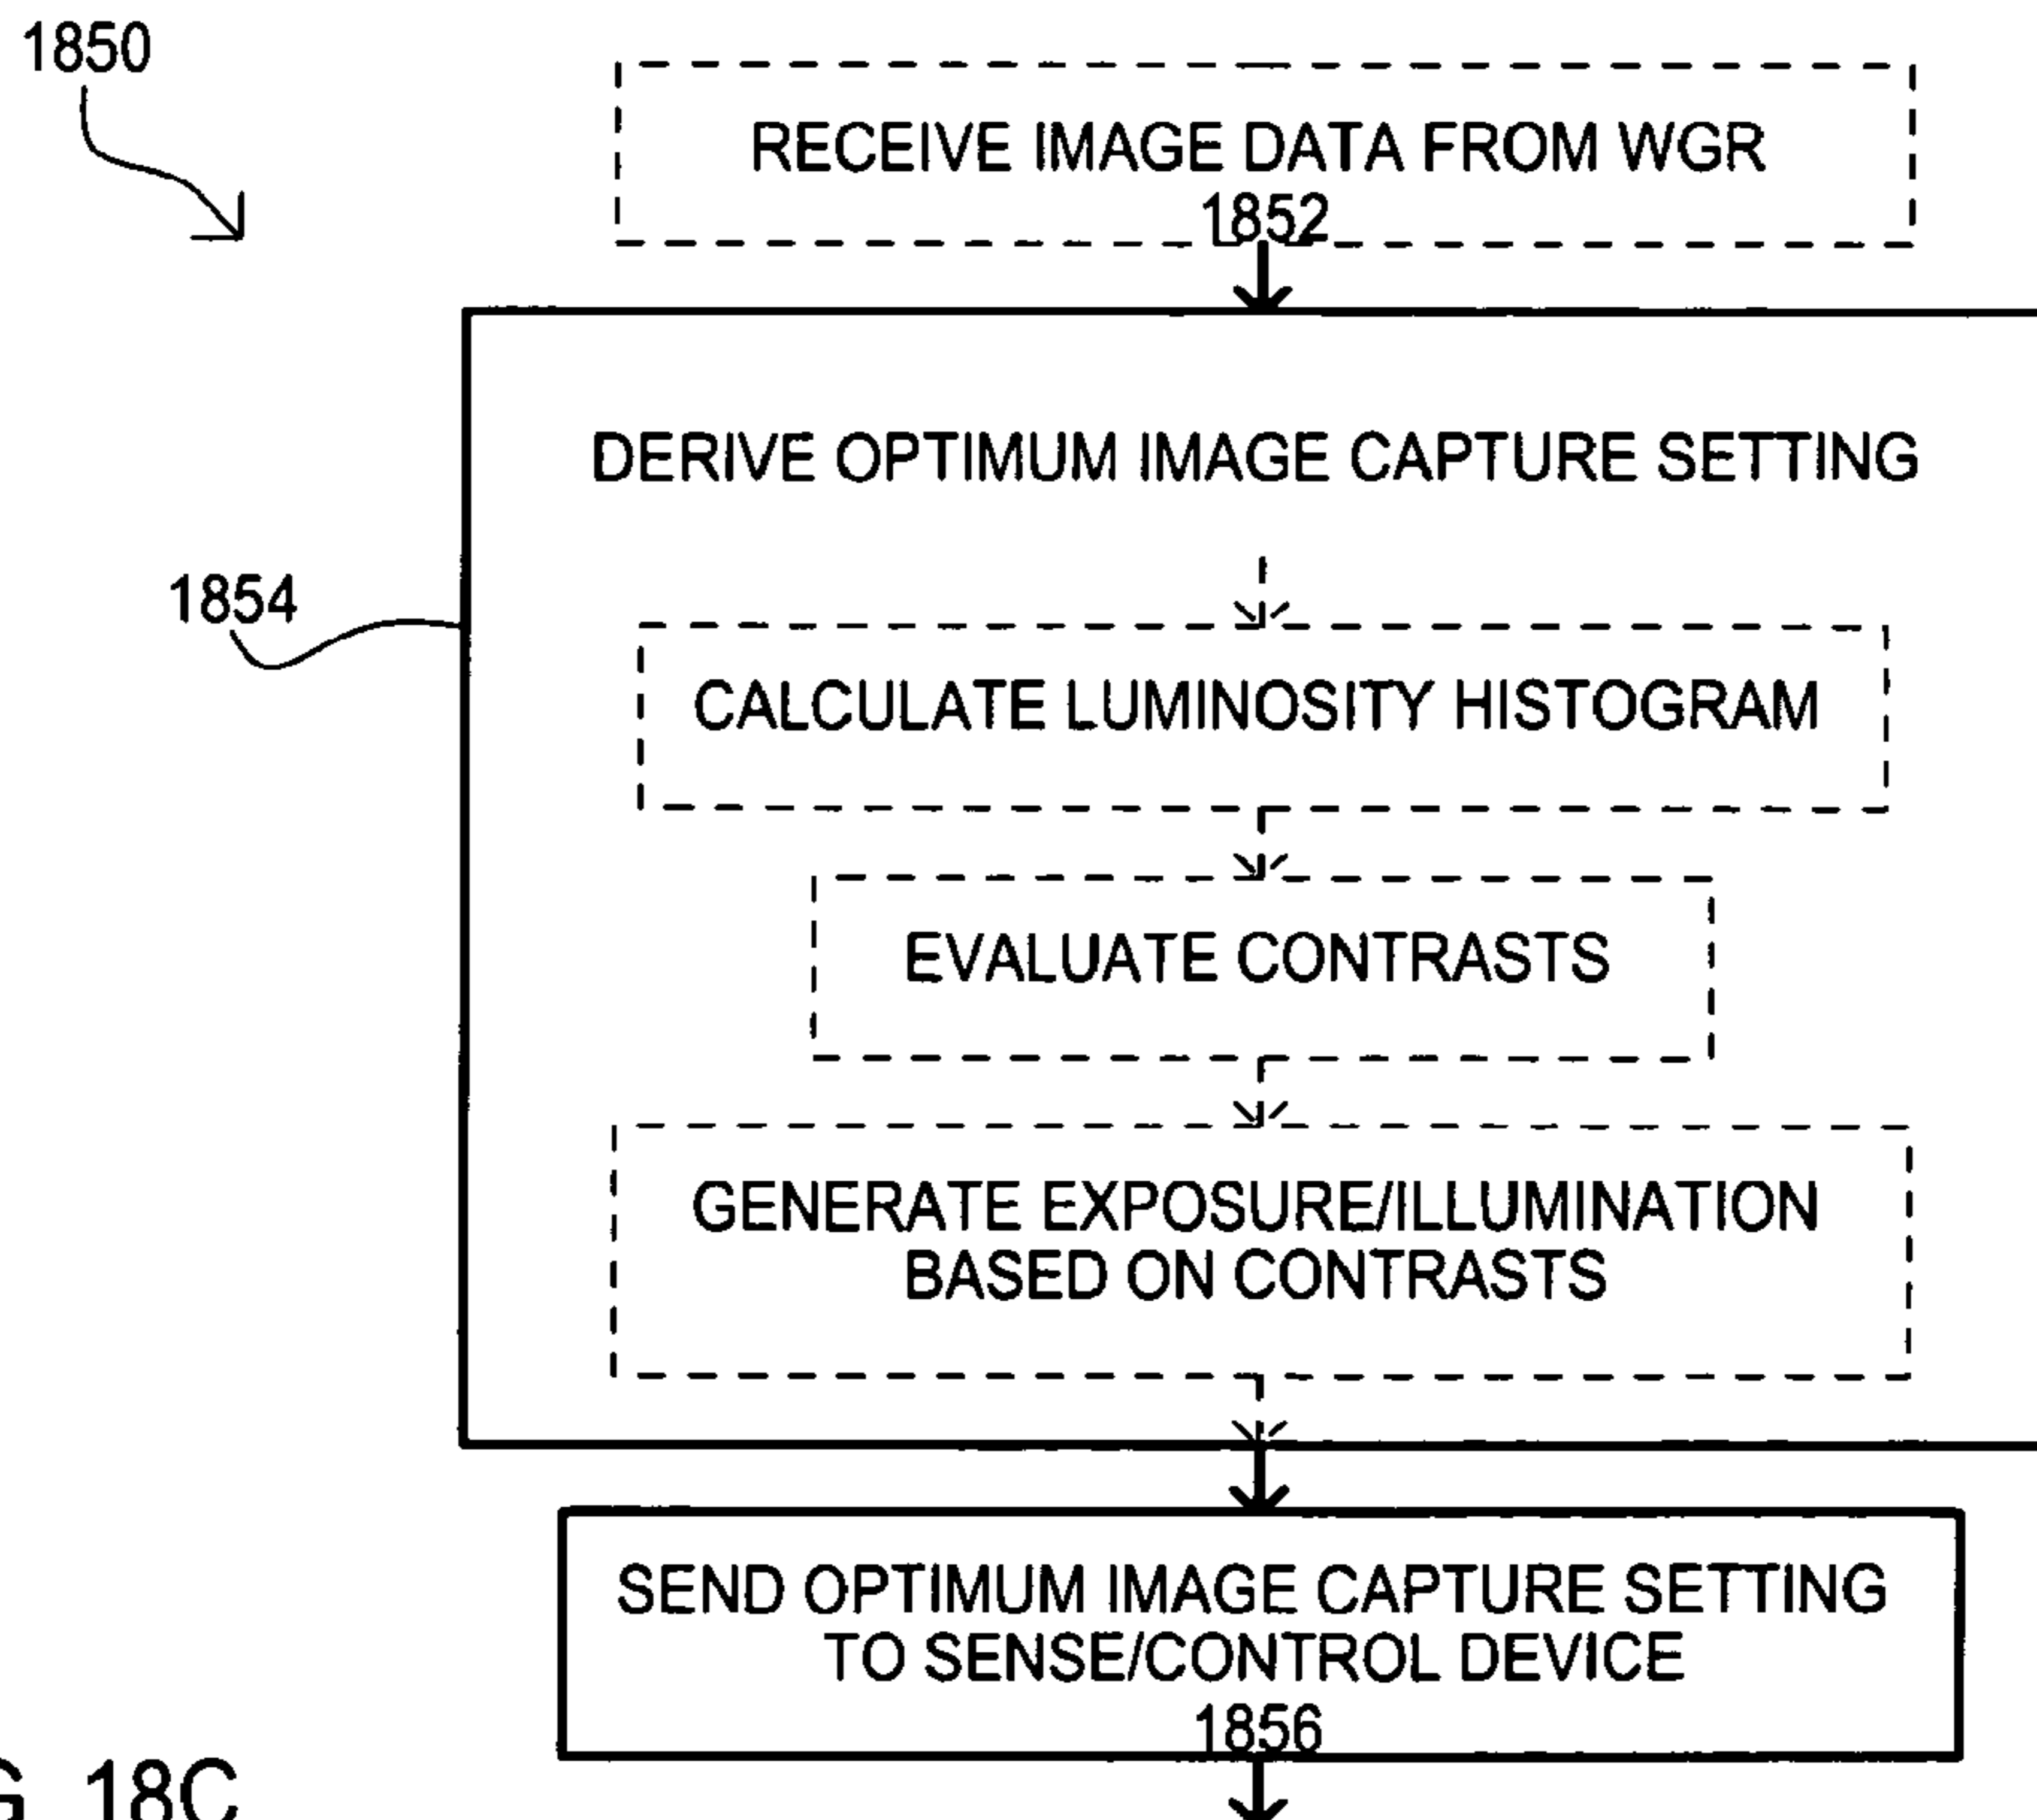 1850
RECEIVE IMAGE DATA FROM WGR
1852
DERIVE OPTIMUM IMAGE CAPTURE SETTING
1854
CALCULATE LUMINOSITY HISTOGRAM
EVALUATE CONTRASTS
GENERATE EXPOSURE/ILLUMINATION
BASED ON CONTRASTS
SEND OPTIMUM IMAGE CAPTURE SETTING
TO SENSE/CONTROL DEVICE
1856
18C